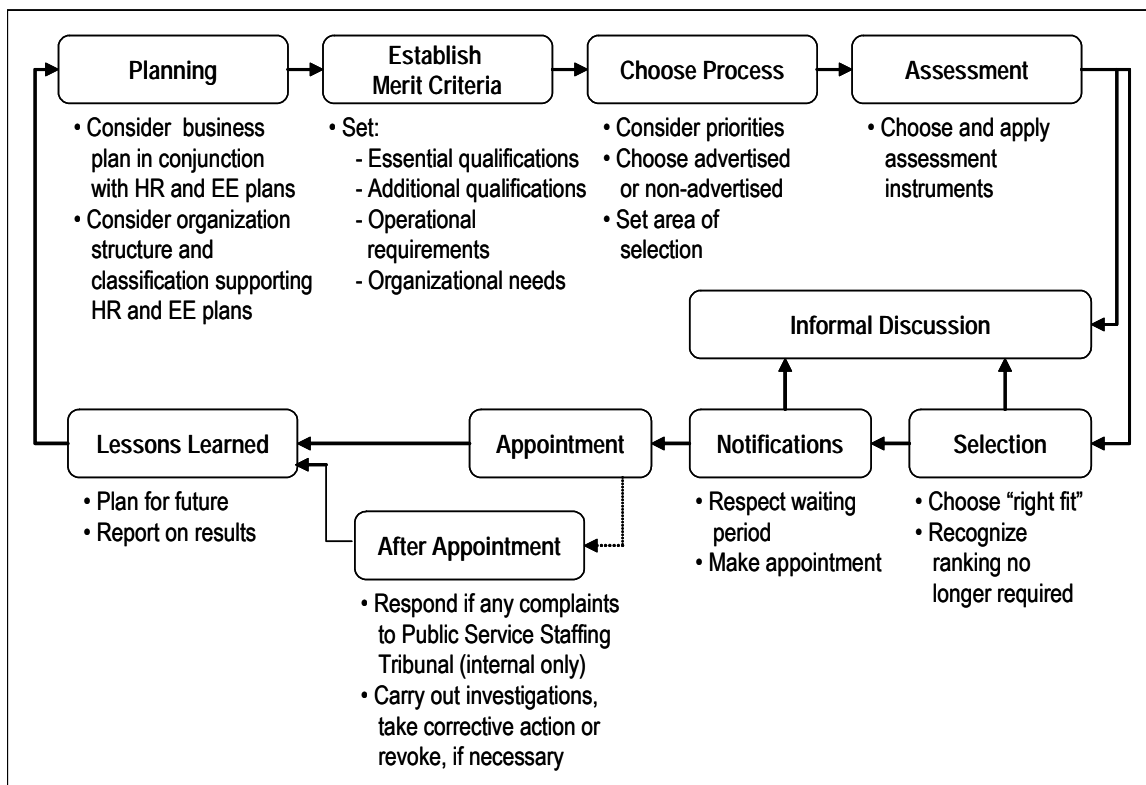 Planning
• Consider business
plan in conjunction
with HR and EE plans
• Consider organization
structure and
classification supporting
HR and EE plans
Establish
Merit Criteria
• Set:
- Essential qualifications
- Additional qualifications
- Operational
requirements
- Organizational needs
Choose Process
• Consider priorities
• Choose advertised
or non-advertised
• Set area of
selection
Assessment
• Choose and apply
assessment
instruments
Informal Discussion
Lessons Learned
• Plan for future
• Report on results
Appointment
After Appointment
• Respond if any complaints
to Public Service Staffing
Tribunal (internal only)
• Carry out investigations,
take corrective action or
revoke, if necessary
Notifications
• Respect waiting
period
• Make appointment
Selection
• Choose “right fit”
• Recognize
ranking no
longer required